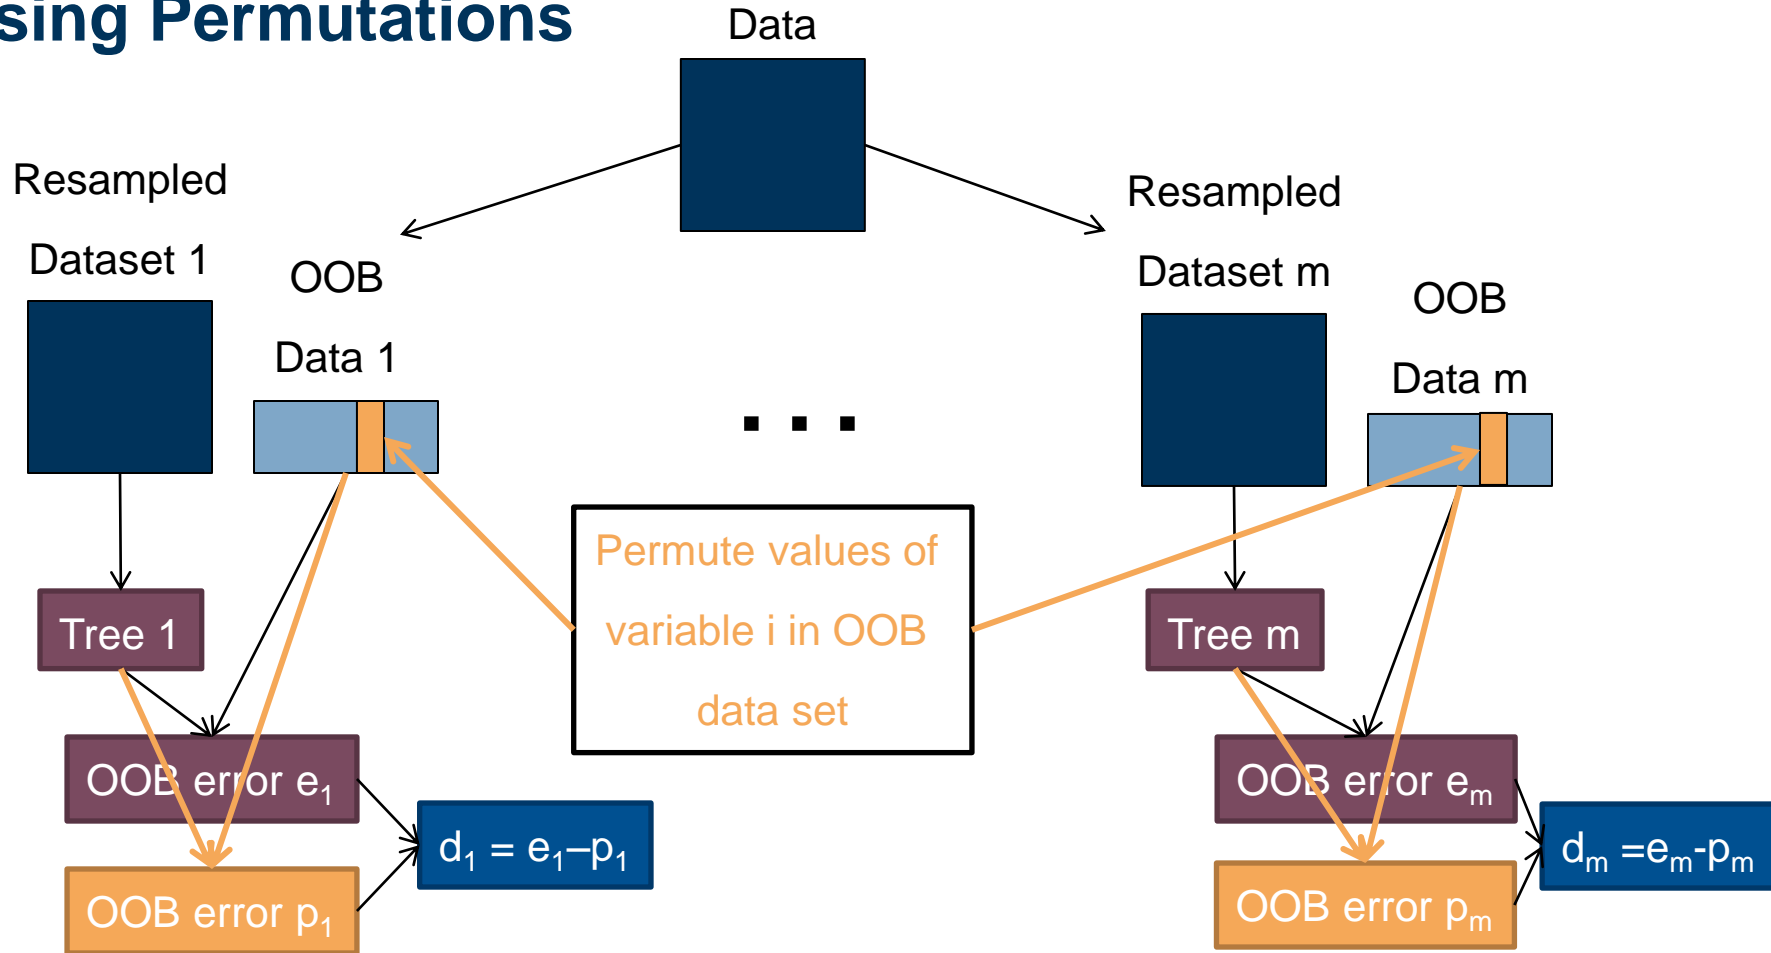 sing Permutations
Data
Resampled
Dataset 1
OOB
Data 1
Resampled
Dataset m
OOB
Data m
. . .
Permute values of
variable i in OOB
data set
Tree 1
Tree m
OOB error e₁
OOB error p₁
d₁ = e₁–p₁
OOB error eₘ
OOB error pₘ
dₘ =eₘ-pₘ